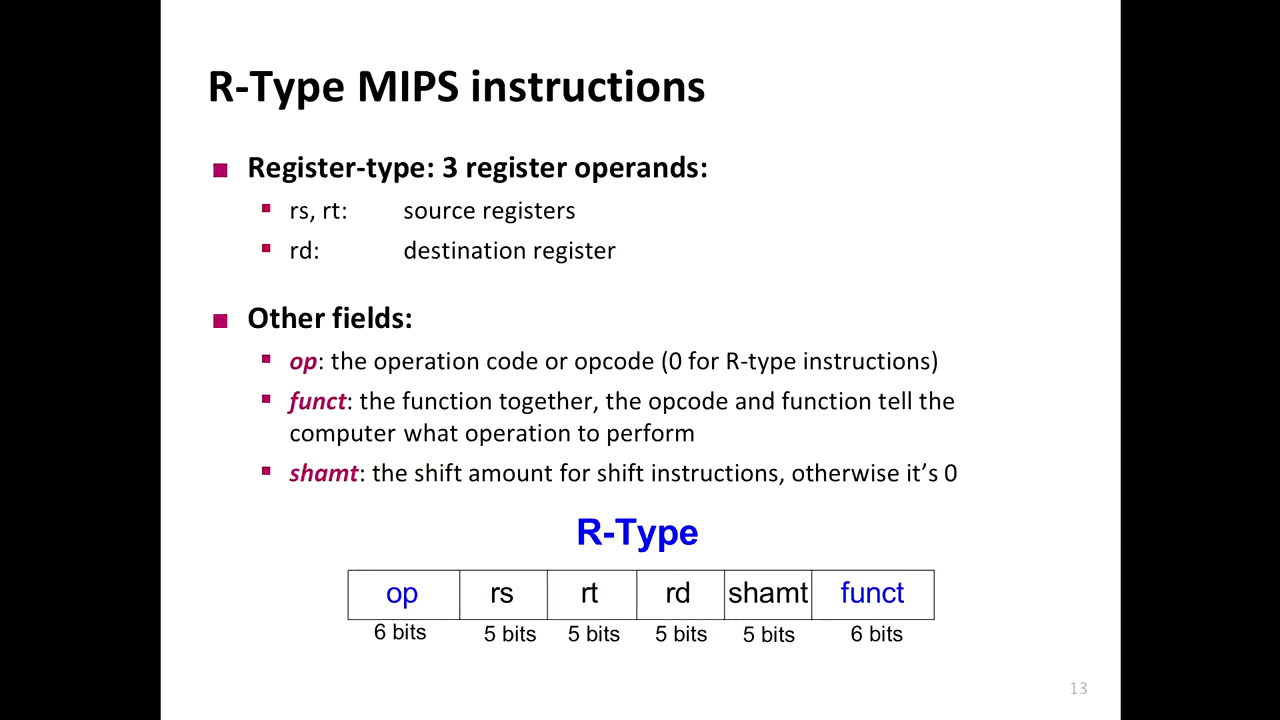 R-Type MIPS instructions
Register-type: 3 register operands:
rs, rt: source registers
rd: destination register
Other fields:
op: the operation code or opcode (0 for R-type instructions)
funct: the function together, the opcode and function tell the
computer what operation to perform
shamt: the shift amount for shift instructions, otherwise it’s 0
R-Type
op rs rt rd shamt funct
6 bits 5 bits 5 bits 5 bits 5 bits 6 bits
13